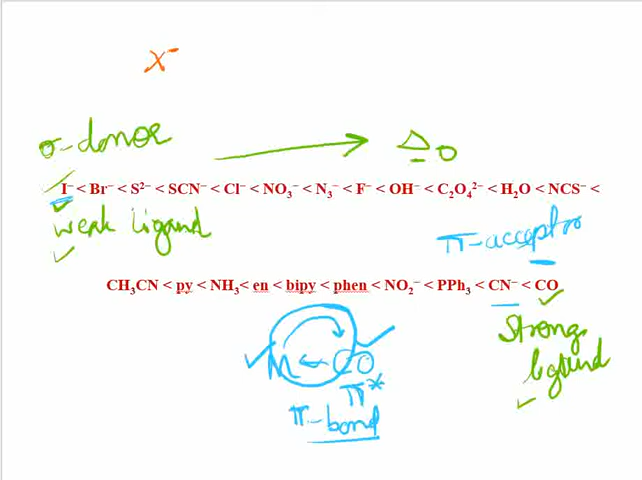 X⁻
σ-donor
Δo
I⁻ < Br⁻ < S²⁻ < SCN⁻ < Cl⁻ < NO₃⁻ < N₃⁻ < F⁻ < OH⁻ < C₂O₄²⁻ < H₂O < NCS⁻ <
weak ligand
π-acceptor
CH₃CN < py < NH₃< en < bipy < phen < NO₂⁻ < PPh₃ < CN⁻ < CO
Strong
ligand
M ← CO
π*
π-bond